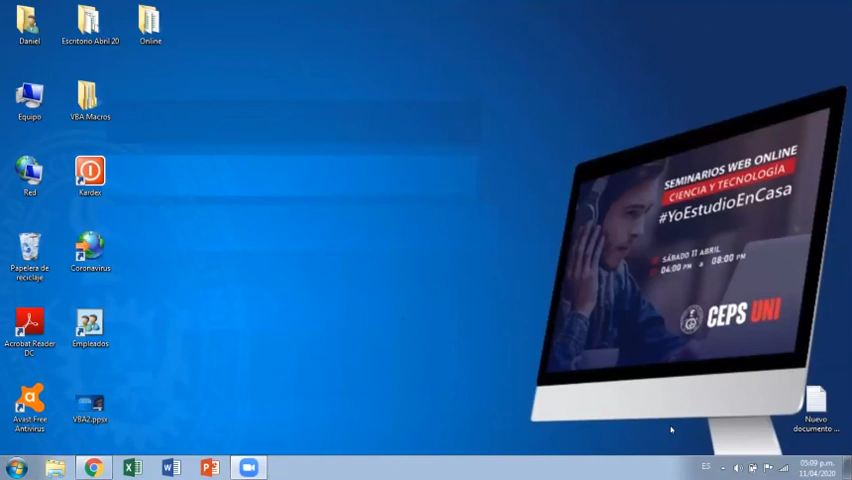 Daniel
Escritorio Abril 20
Online
Equipo
VBA Macros
Red
Kardex
Papelera de
reciclaje
Coronavirus
Acrobat Reader
DC
Empleados
Avast Free
Antivirus
VBA2.ppsx
SEMINARIOS WEB ONLINE
CIENCIA Y TECNOLOGÍA
#YoEstudioEnCasa
SÁBADO 11 ABRIL
04:00 PM a 08:00 PM
CEPS UNI
Nuevo
documento ...
ES
05:09 p.m.
11/04/2020